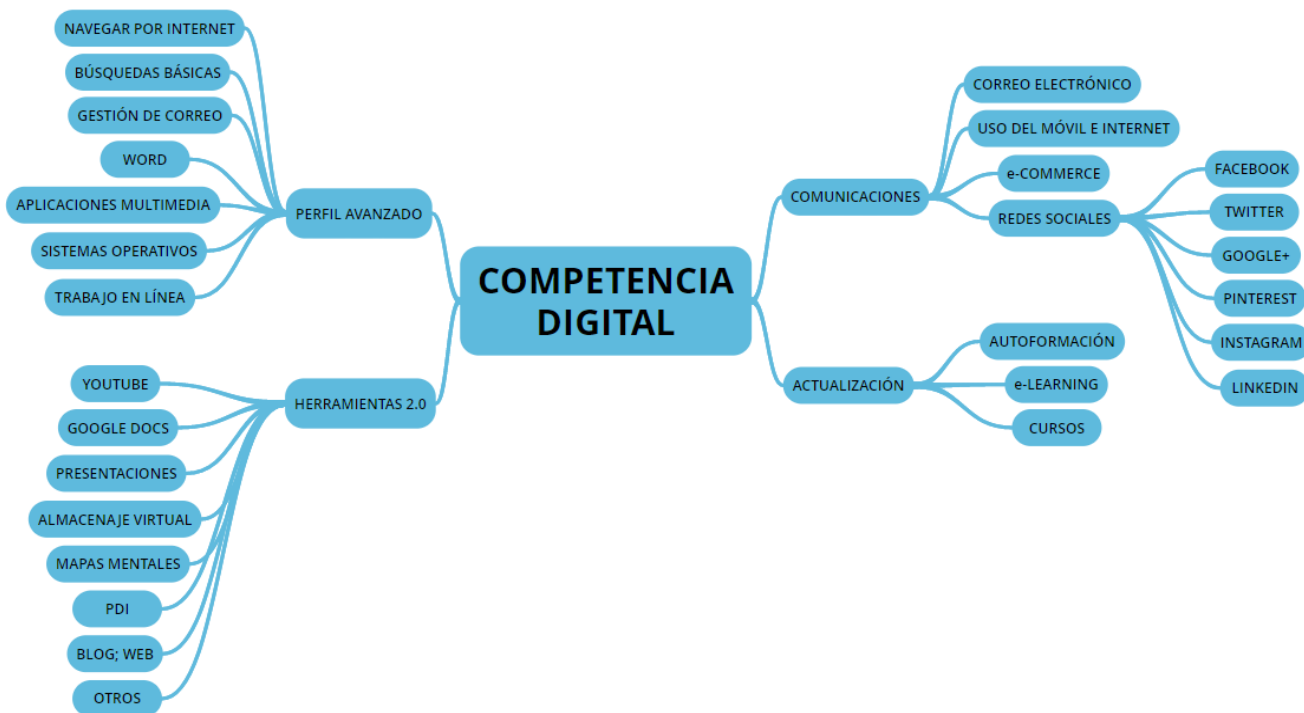 COMPETENCIA
DIGITAL
PERFIL AVANZADO
NAVEGAR POR INTERNET
BÚSQUEDAS BÁSICAS
GESTIÓN DE CORREO
WORD
APLICACIONES MULTIMEDIA
SISTEMAS OPERATIVOS
TRABAJO EN LÍNEA
HERRAMIENTAS 2.0
YOUTUBE
GOOGLE DOCS
PRESENTACIONES
ALMACENAJE VIRTUAL
MAPAS MENTALES
PDI
BLOG; WEB
OTROS
COMUNICACIONES
CORREO ELECTRÓNICO
USO DEL MÓVIL E INTERNET
e-COMMERCE
REDES SOCIALES
FACEBOOK
TWITTER
GOOGLE+
PINTEREST
INSTAGRAM
LINKEDIN
ACTUALIZACIÓN
AUTOFORMACIÓN
e-LEARNING
CURSOS